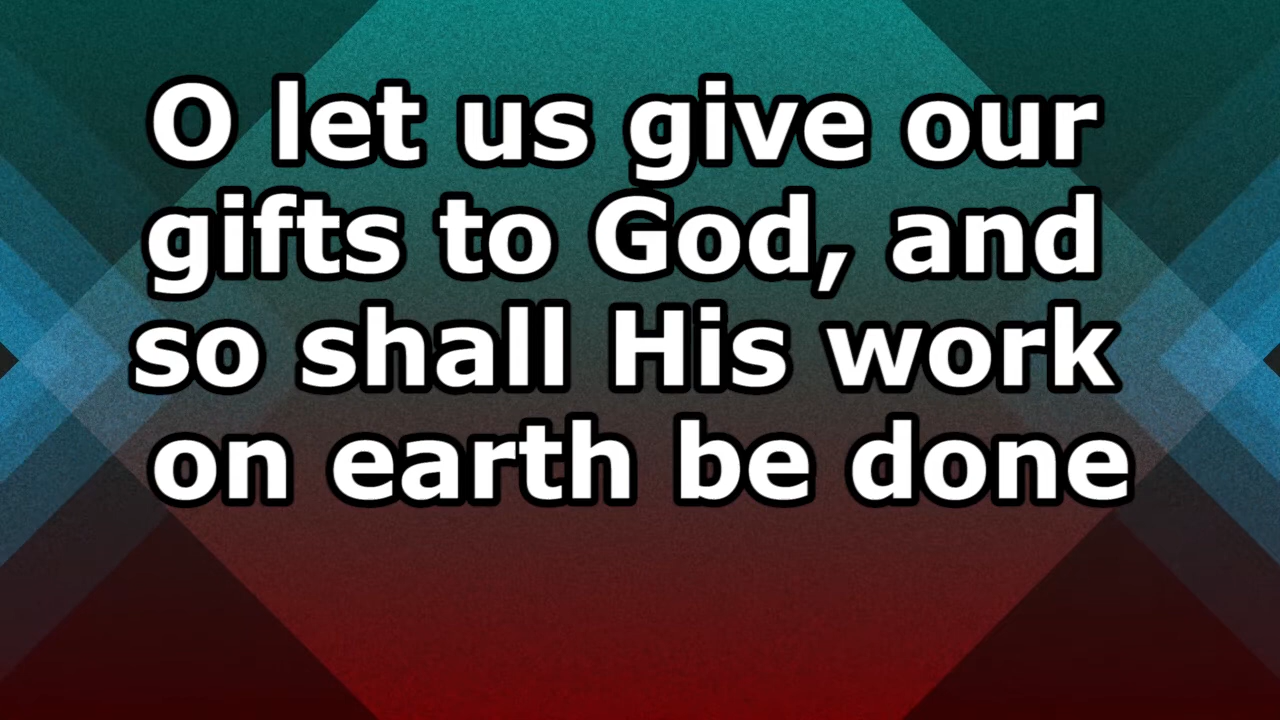 O let us give our
gifts to God, and
so shall His work
on earth be done